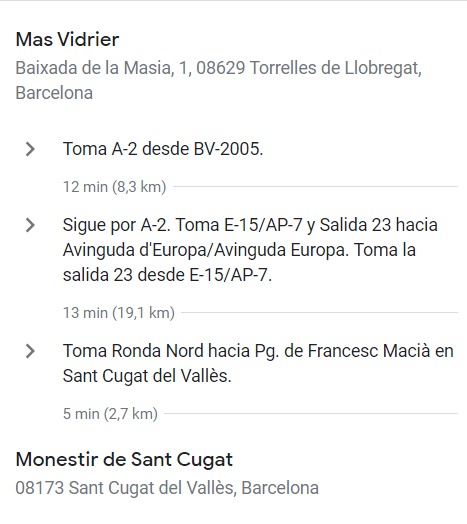 Mas Vidrier
Baixada de la Masia, 1, 08629 Torrelles de Llobregat,
Barcelona
Toma A-2 desde BV-2005.
12 min (8,3 km)
Sigue por A-2. Toma E-15/AP-7 y Salida 23 hacia
Avinguda d'Europa/Avinguda Europa. Toma la
salida 23 desde E-15/AP-7.
13 min (19,1 km)
Toma Ronda Nord hacia Pg. de Francesc Macià en
Sant Cugat del Vallès.
5 min (2,7 km)
Monestir de Sant Cugat
08173 Sant Cugat del Vallès, Barcelona